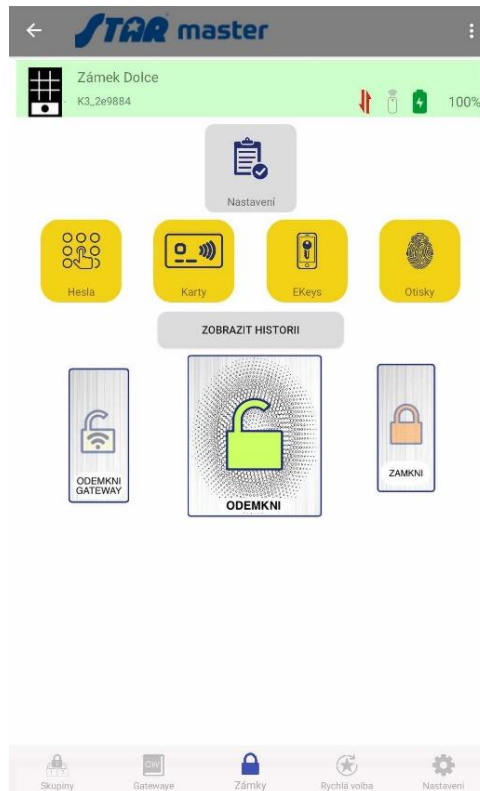 STAR master
Zámek Dolce
K3_2e9884
100%
Nastavení
Hesla
Karty
EKeys
Otisky
ZOBRAZIT HISTORII
ODEMKNI
GATEWAY
ODEMKNI
ZAMKNI
Skupiny
Gatewaye
Zámky
Rychlá volba
Nastavení